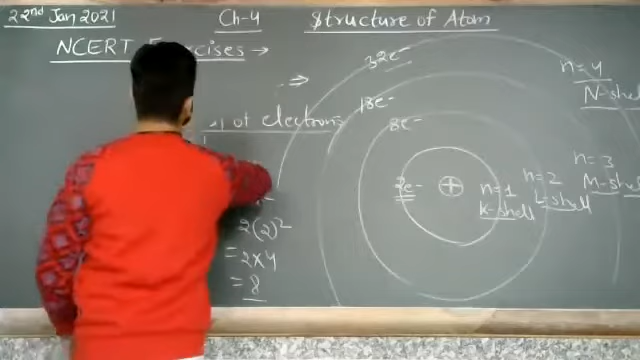 22nd Jan 2021
Ch-4
Structure of Atom
NCERT Exercises →
⇒
of electrons
2(2)²
= 2×4
= 8
32e-
18e-
8e-
2e-
+
n=1
K-shell
n=2
L-shell
n=3
M-shell
n=4
N-shell